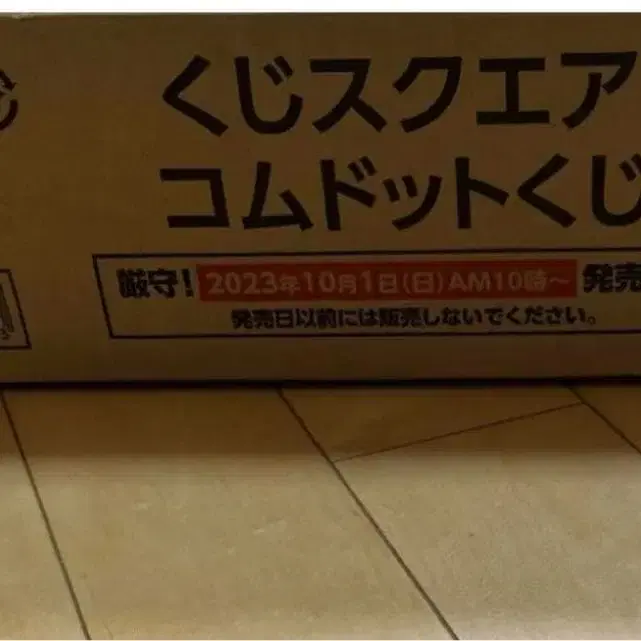 くじスクエア
コムドットくじ
厳守! 2023年10月1日(日)AM10時~ 発売
発売日以前には販売しないでください。